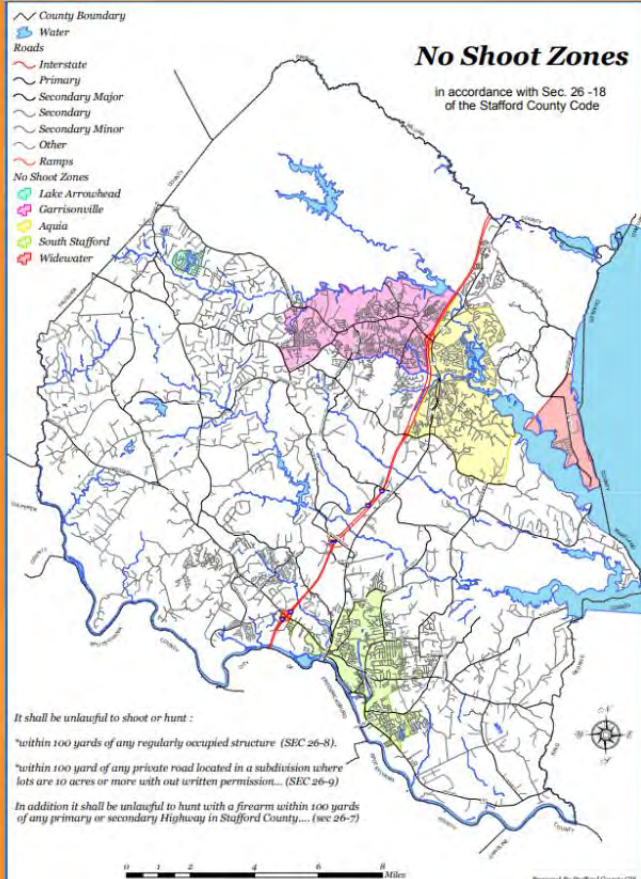 County Boundary
Water
Roads
Interstate
Primary
Secondary Major
Secondary
Secondary Minor
Other
Ramps
No Shoot Zones
Lake Arrowhead
Garrisonville
Aquia
South Stafford
Widewater
No Shoot Zones
in accordance with Sec. 26 -18
of the Stafford County Code
It shall be unlawful to shoot or hunt :
"within 100 yards of any regularly occupied structure (SEC 26-8).
"within 100 yard of any private road located in a subdivision where
lots are 10 acres or more with out written permission... (SEC 26-9)
In addition it shall be unlawful to hunt with a firearm within 100 yards
of any primary or secondary Highway in Stafford County.... (sec 26-7)
0 1 2 4 6 8
Miles